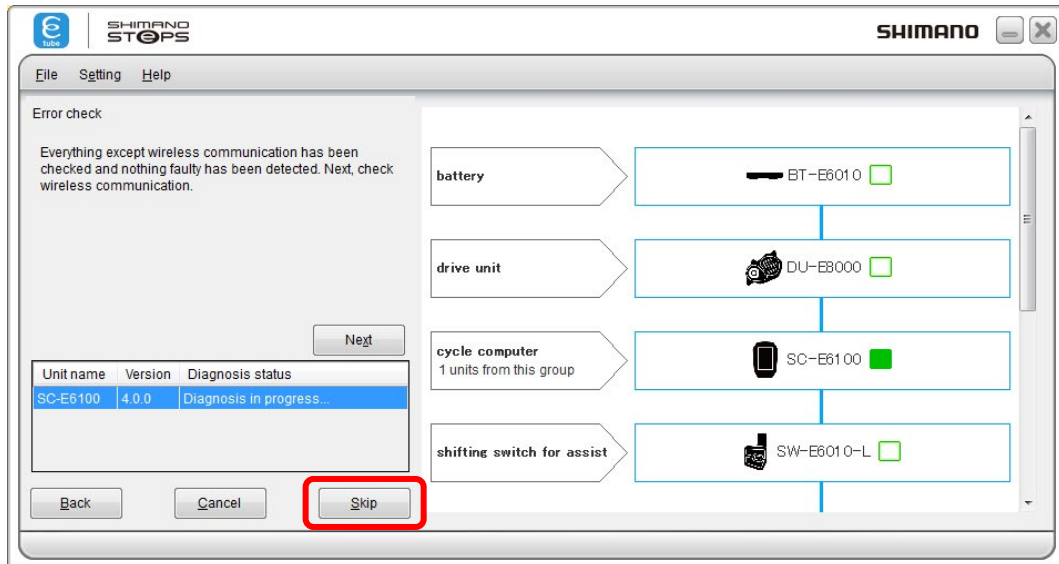 E
tube
SHIMANO
STEPS
SHIMANO
File Setting Help
Error check
Everything except wireless communication has been
checked and nothing faulty has been detected. Next, check
wireless communication.
Next
Unit name Version Diagnosis status
SC-E6100 4.0.0 Diagnosis in progress...
Back Cancel Skip
battery
BT-E6010
drive unit
DU-E8000
cycle computer
1 units from this group
SC-E6100
shifting switch for assist
SW-E6010-L